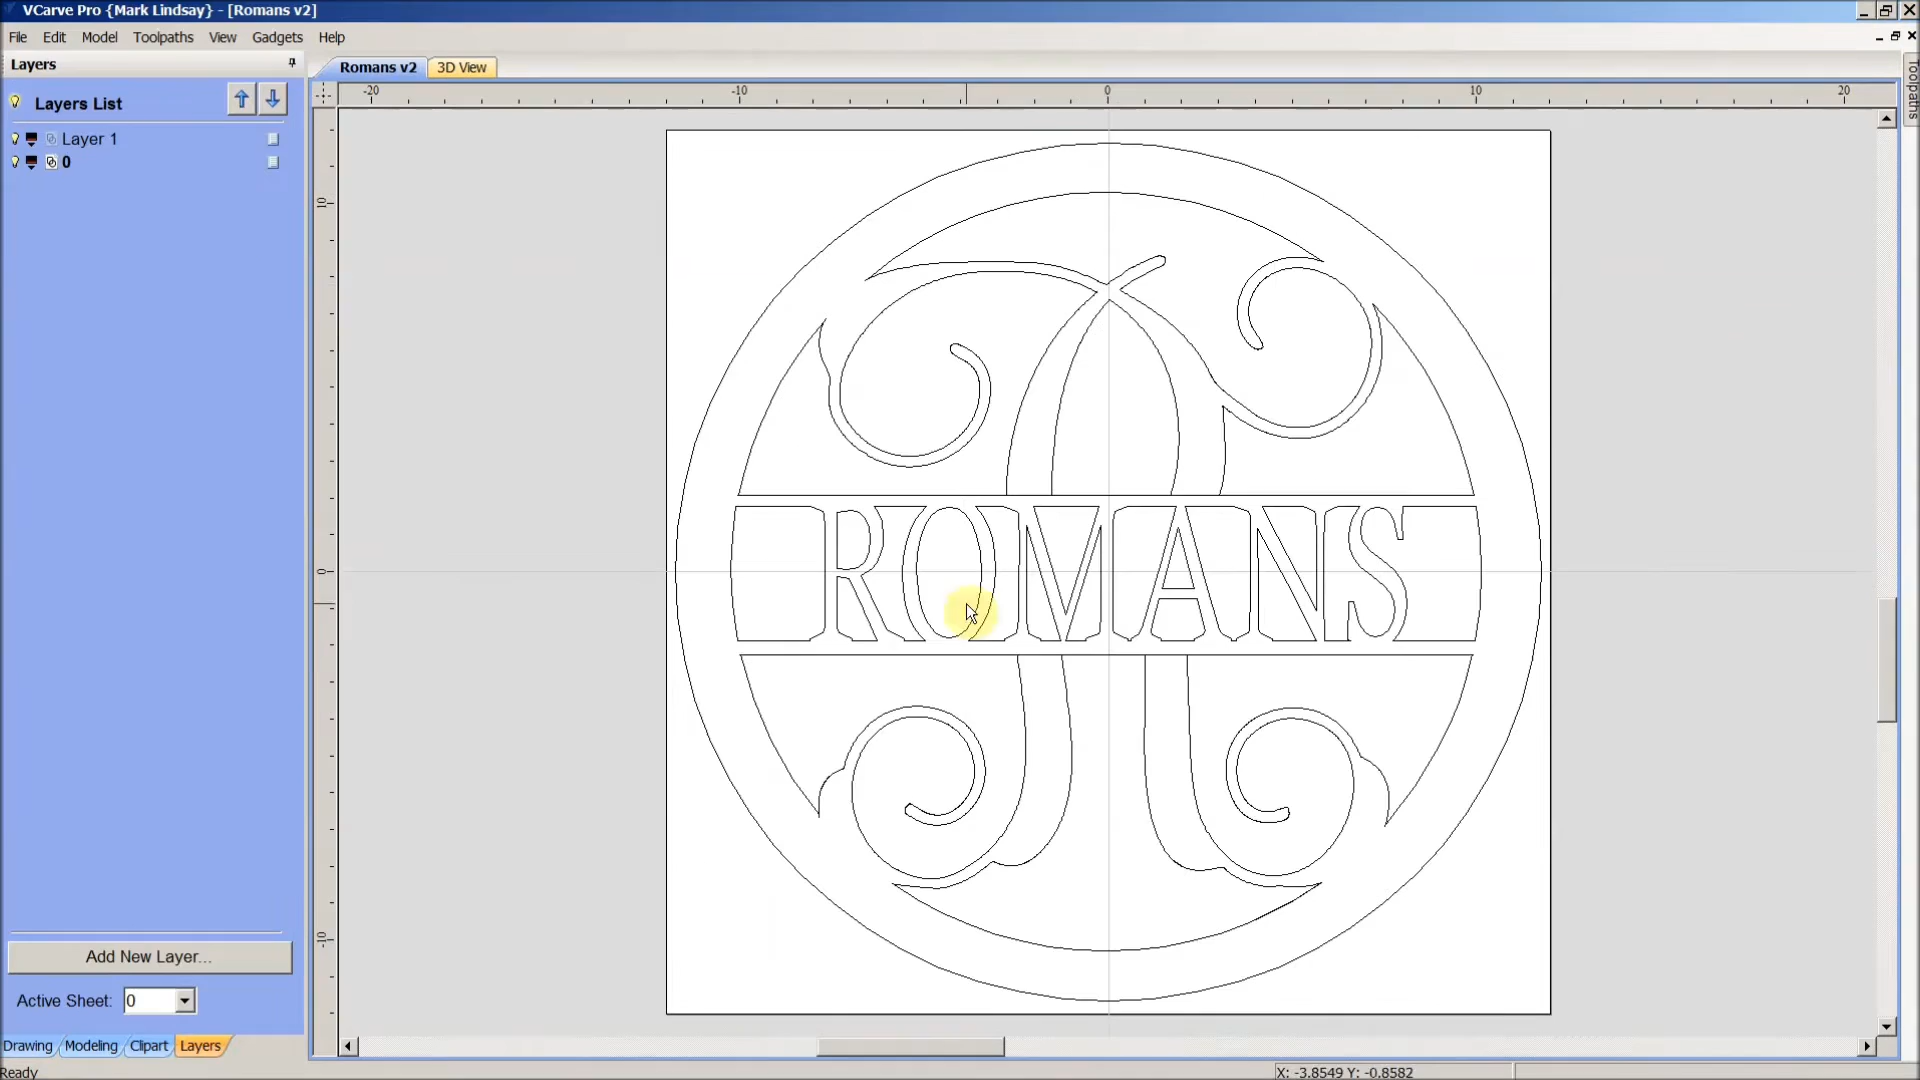 VCarve Pro {Mark Lindsay} - [Romans v2]
File Edit Model Toolpaths View Gadgets Help
Layers
Romans v2 3D View
Toolpaths
-20 -10 0 10 20
Layers List
Layer 1
0
10
0
-10
ROMANS
Add New Layer...
Active Sheet: 0
Drawing Modeling Clipart Layers
Ready
X: -3.8549 Y: -0.8582